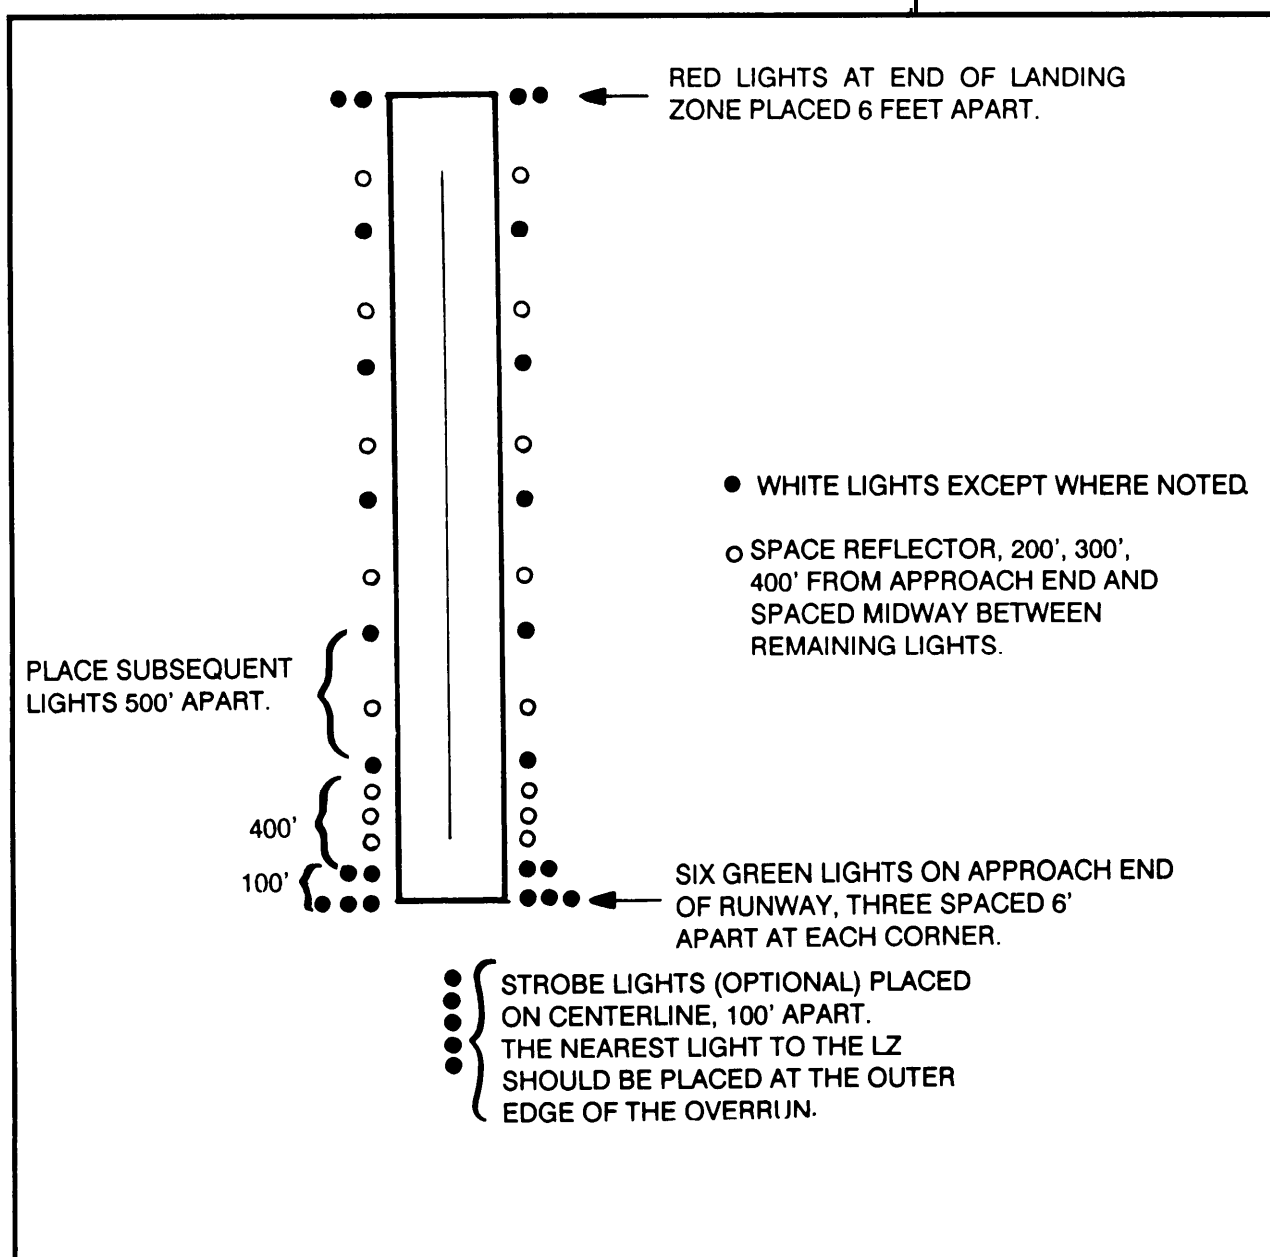 RED LIGHTS AT END OF LANDING
ZONE PLACED 6 FEET APART.
WHITE LIGHTS EXCEPT WHERE NOTED.
SPACE REFLECTOR, 200', 300',
400' FROM APPROACH END AND
SPACED MIDWAY BETWEEN
REMAINING LIGHTS.
PLACE SUBSEQUENT
LIGHTS 500' APART.
400'
100'
SIX GREEN LIGHTS ON APPROACH END
OF RUNWAY, THREE SPACED 6'
APART AT EACH CORNER.
STROBE LIGHTS (OPTIONAL) PLACED
ON CENTERLINE, 100' APART.
THE NEAREST LIGHT TO THE LZ
SHOULD BE PLACED AT THE OUTER
EDGE OF THE OVERRUN.